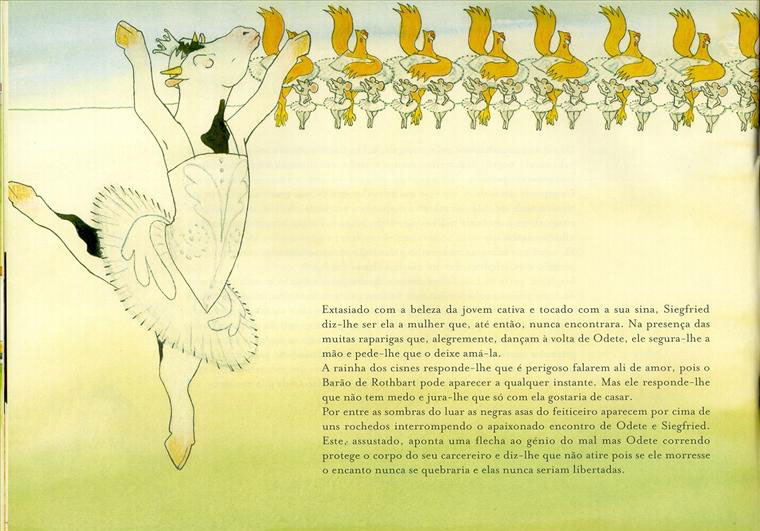 Extasiado com a beleza da jovem cativa e tocado com a sua sina, Siegfried
diz-lhe ser ela a mulher que, até então, nunca encontrara. Na presença das
muitas raparigas que, alegremente, dançam à volta de Odete, ele segura-lhe a
mão e pede-lhe que o deixe amá-la.
A rainha dos cisnes responde-lhe que é perigoso falarem ali de amor, pois o
Barão de Rothbart pode aparecer a qualquer instante. Mas ele responde-lhe
que não tem medo e jura-lhe que só com ela gostaria de casar.
Por entre as sombras do luar as negras asas do feiticeiro aparecem por cima de
uns rochedos interrompendo o apaixonado encontro de Odete e Siegfried.
Este, assustado, aponta uma flecha ao génio do mal mas Odete correndo
protege o corpo do seu carcereiro e diz-lhe que não atire pois se ele morresse
o encanto nunca se quebraria e elas nunca seriam libertadas.